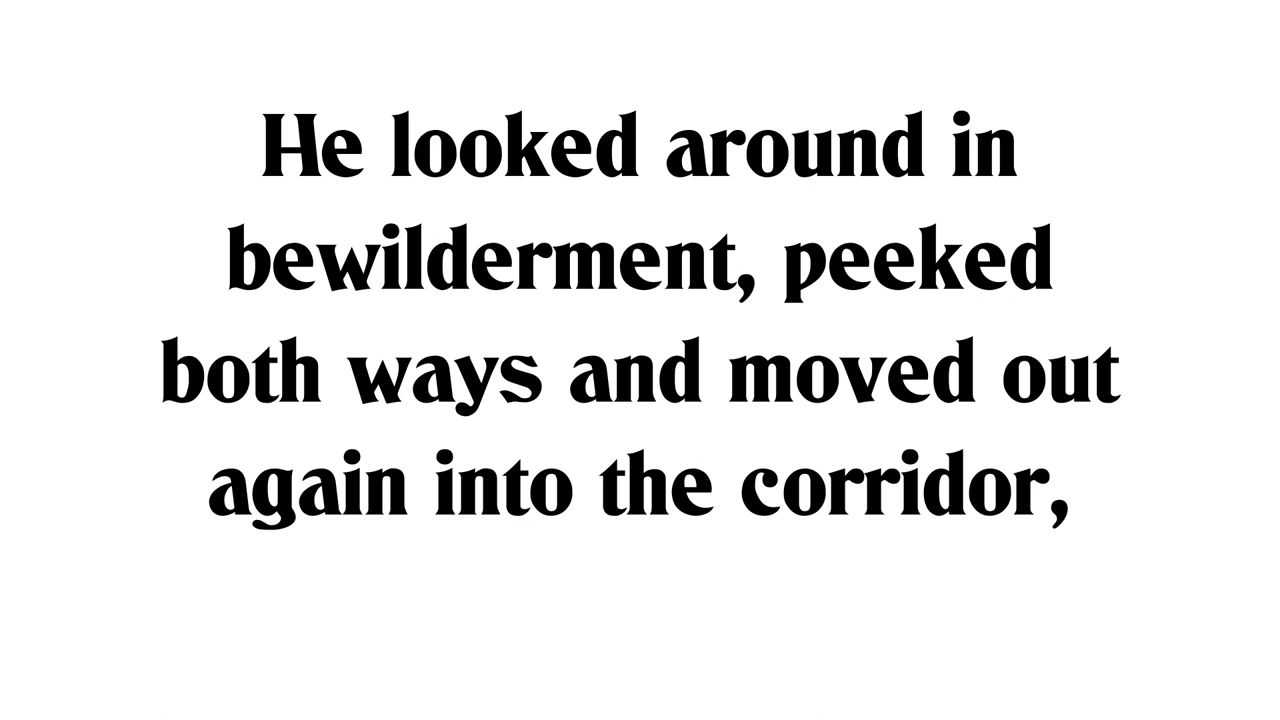 He looked around in
bewilderment, peeked
both ways and moved out
again into the corridor,